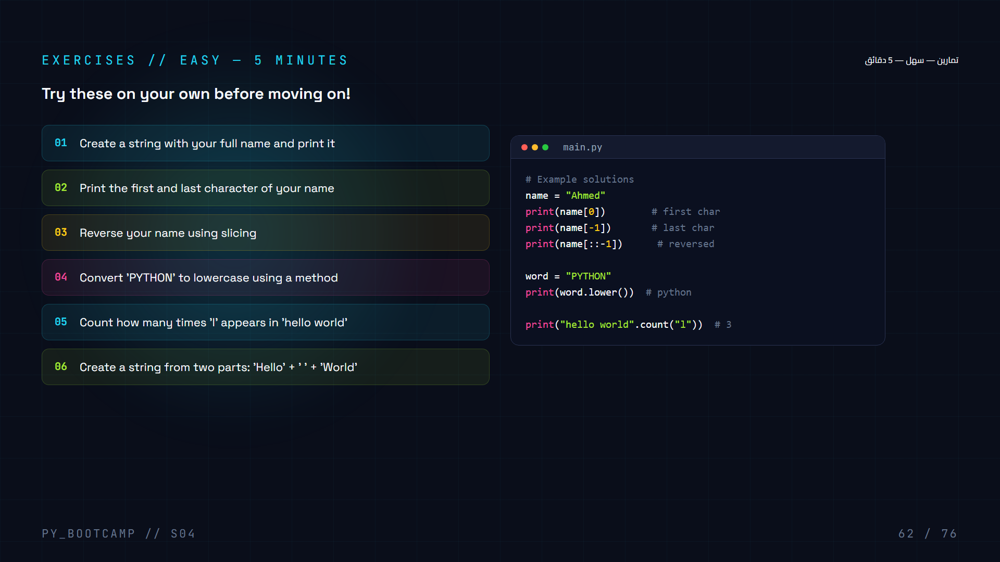 EXERCISES // EASY — 5 MINUTES
تمارين — سهل — 5 دقائق
Try these on your own before moving on!
01 Create a string with your full name and print it
02 Print the first and last character of your name
03 Reverse your name using slicing
04 Convert ’PYTHON’ to lowercase using a method
05 Count how many times ’l’ appears in ’hello world’
06 Create a string from two parts: ’Hello’ + ’ ’ + ’World’
main.py
# Example solutions
name = "Ahmed"
print(name[0])        # first char
print(name[-1])       # last char
print(name[::-1])      # reversed
word = "PYTHON"
print(word.lower())  # python
print("hello world".count("l"))  # 3
PY_BOOTCAMP // S04
62 / 76